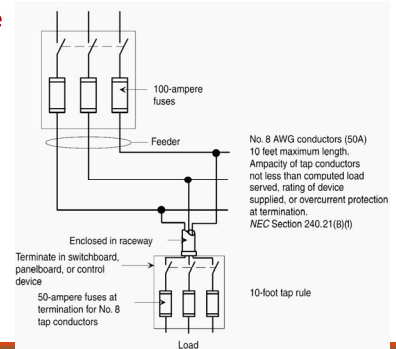 e
100-ampere
fuses
Feeder
No. 8 AWG conductors (50A)
10 feet maximum length.
Ampacity of tap conductors
not less than computed load
served, rating of device
supplied, or overcurrent protection
at termination.
NEC Section 240.21(B)(1)
Enclosed in raceway
Terminate in switchboard,
panelboard, or control
device
50-ampere fuses at
termination for No. 8
tap conductors
10-foot tap rule
Load